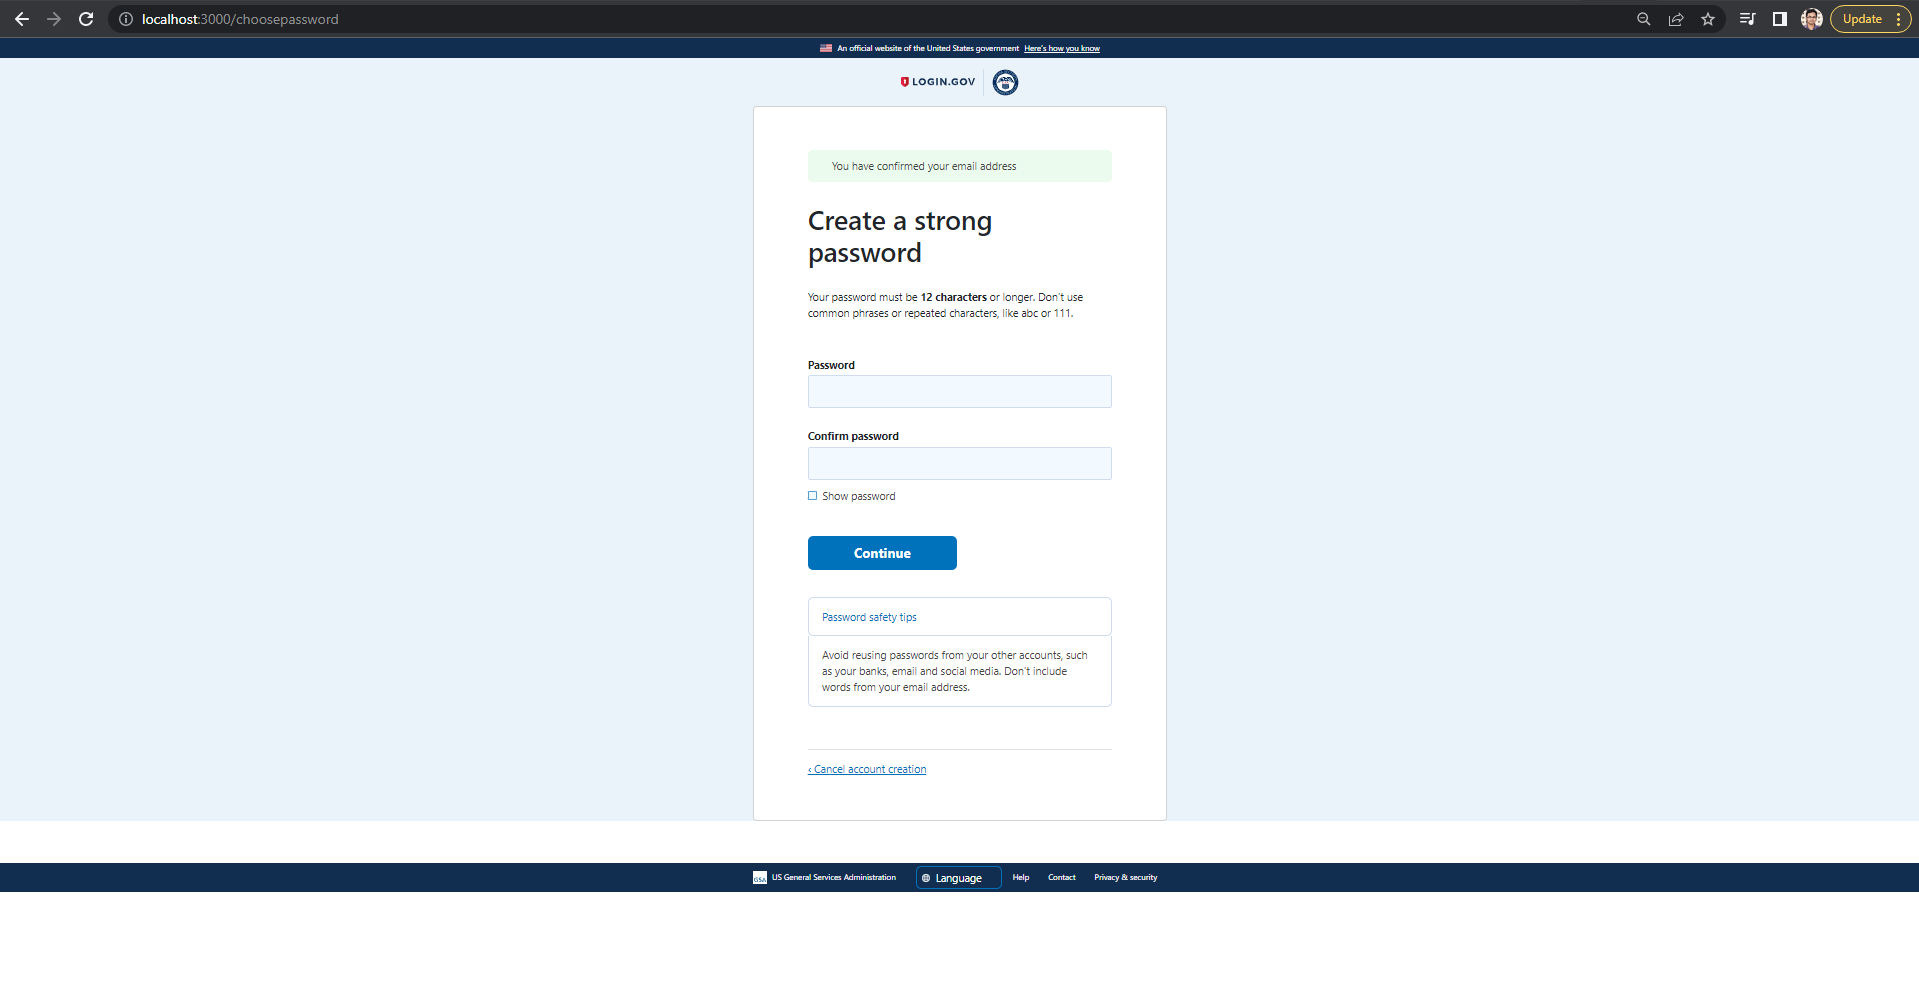 localhost:3000/choosepassword
Update
An official website of the United States government Here's how you know
LOGIN.GOV
You have confirmed your email address
Create a strong
password
Your password must be 12 characters or longer. Don't use
common phrases or repeated characters, like abc or 111.
Password
Confirm password
Show password
Continue
Password safety tips
Avoid reusing passwords from your other accounts, such
as your banks, email and social media. Don't include
words from your email address.
‹ Cancel account creation
GSA US General Services Administration Language Help Contact Privacy & security